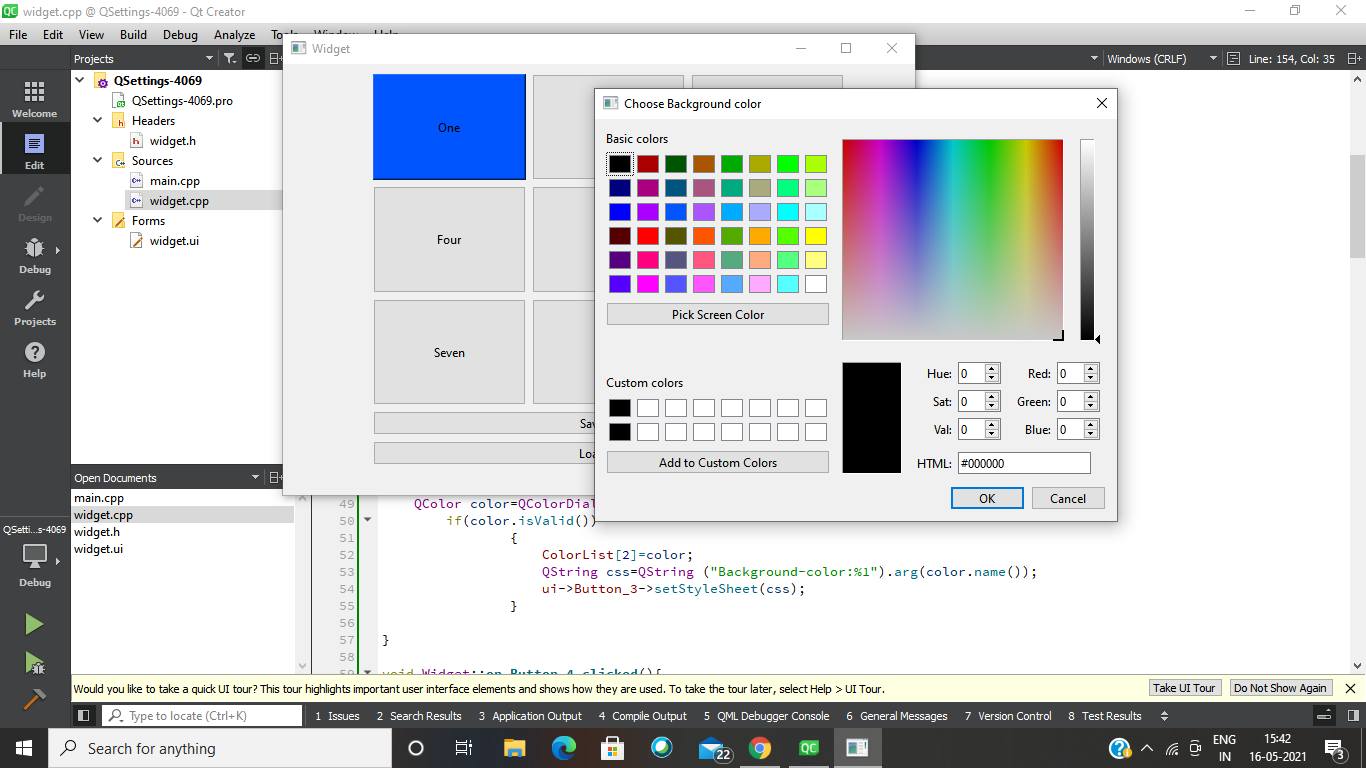 widget.cpp @ QSettings-4069 - Qt Creator
File Edit View Build Debug Analyze
Widget
Projects
Windows (CRLF)
Line: 154, Col: 35
Welcome
Edit
Design
Debug
Projects
Help
QSettings-4069
QSettings-4069.pro
Headers
widget.h
Sources
main.cpp
widget.cpp
Forms
widget.ui
One
Four
Seven
Sav
Loa
Choose Background color
Basic colors
Pick Screen Color
Custom colors
Add to Custom Colors
Hue: 0 Red: 0
Sat: 0 Green: 0
Val: 0 Blue: 0
HTML: #000000
OK Cancel
Open Documents
main.cpp
widget.cpp
widget.h
widget.ui
QSetti...s-4069
Debug
49 QColor color=QColorDial
50 if(color.isValid())
51 {
52 ColorList[2]=color;
53 QString css=QString ("Background-color:%1").arg(color.name());
54 ui->Button_3->setStyleSheet(css);
55 }
56
57 }
58
59 void Widget::on_Button_4_clicked(){
Would you like to take a quick UI tour? This tour highlights important user interface elements and shows how they are used. To take the tour later, select Help > UI Tour.
Take UI Tour Do Not Show Again
Type to locate (Ctrl+K)
1 Issues 2 Search Results 3 Application Output 4 Compile Output 5 QML Debugger Console 6 General Messages 7 Version Control 8 Test Results
Search for anything
22
QC
ENG
IN
15:42
16-05-2021
3